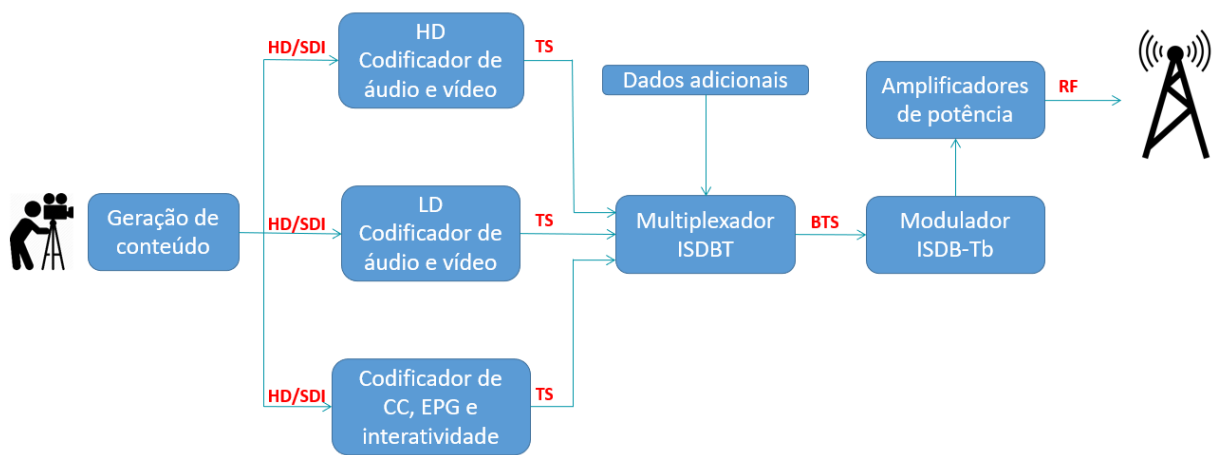 HD/SDI
HD
Codificador de
áudio e vídeo
TS
Dados adicionais
Amplificadores
de potência
RF
Geração de
conteúdo
HD/SDI
LD
Codificador de
áudio e vídeo
TS
Multiplexador
ISDBT
BTS
Modulador
ISDB-Tb
HD/SDI
Codificador de
CC, EPG e
interatividade
TS